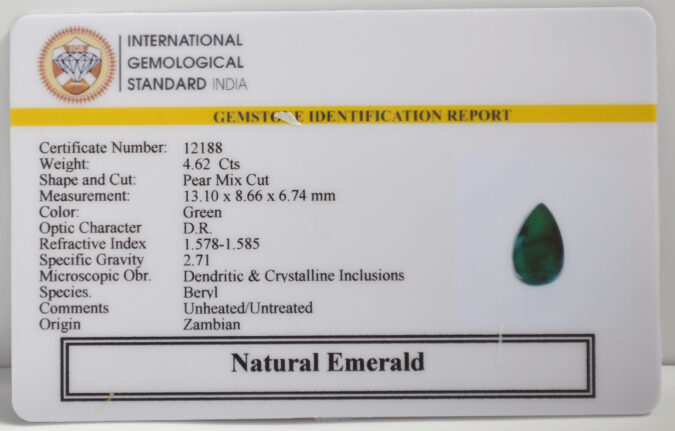 IGS
INTERNATIONAL
GEMOLOGICAL
STANDARD INDIA
GEMSTONE IDENTIFICATION REPORT
Certificate Number: 12188
Weight: 4.62 Cts
Shape and Cut: Pear Mix Cut
Measurement: 13.10 x 8.66 x 6.74 mm
Color: Green
Optic Character D.R.
Refractive Index 1.578-1.585
Specific Gravity 2.71
Microscopic Obr. Dendritic & Crystalline Inclusions
Species. Beryl
Comments Unheated/Untreated
Origin Zambian
Natural Emerald